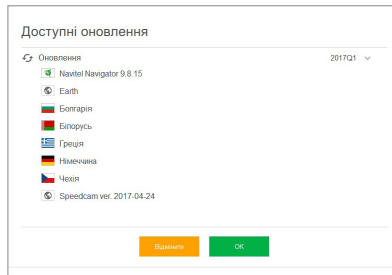 Доступні оновлення
Оновлення 2017Q1
Navitel Navigator 9.8.15
Earth
Болгарія
Білорусь
Греція
Німеччина
Чехія
Speedcam ver. 2017-04-24
Відмінити OK